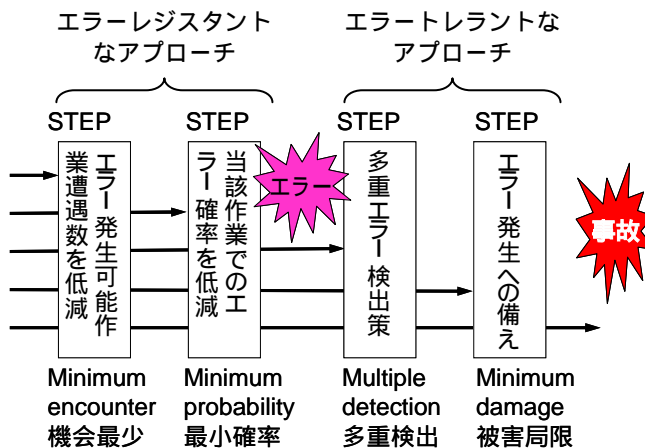 エラーレジスタント
なアプローチ
エラートレラントな
アプローチ
STEP
STEP
STEP
STEP
エラー発生可能作
業遭遇数を低減
当該作業でのエ
ラー確率を低減
エラー
多重エラー検出策
エラー発生への備え
事故
Minimum
encounter
機会最少
Minimum
probability
最小確率
Multiple
detection
多重検出
Minimum
damage
被害局限